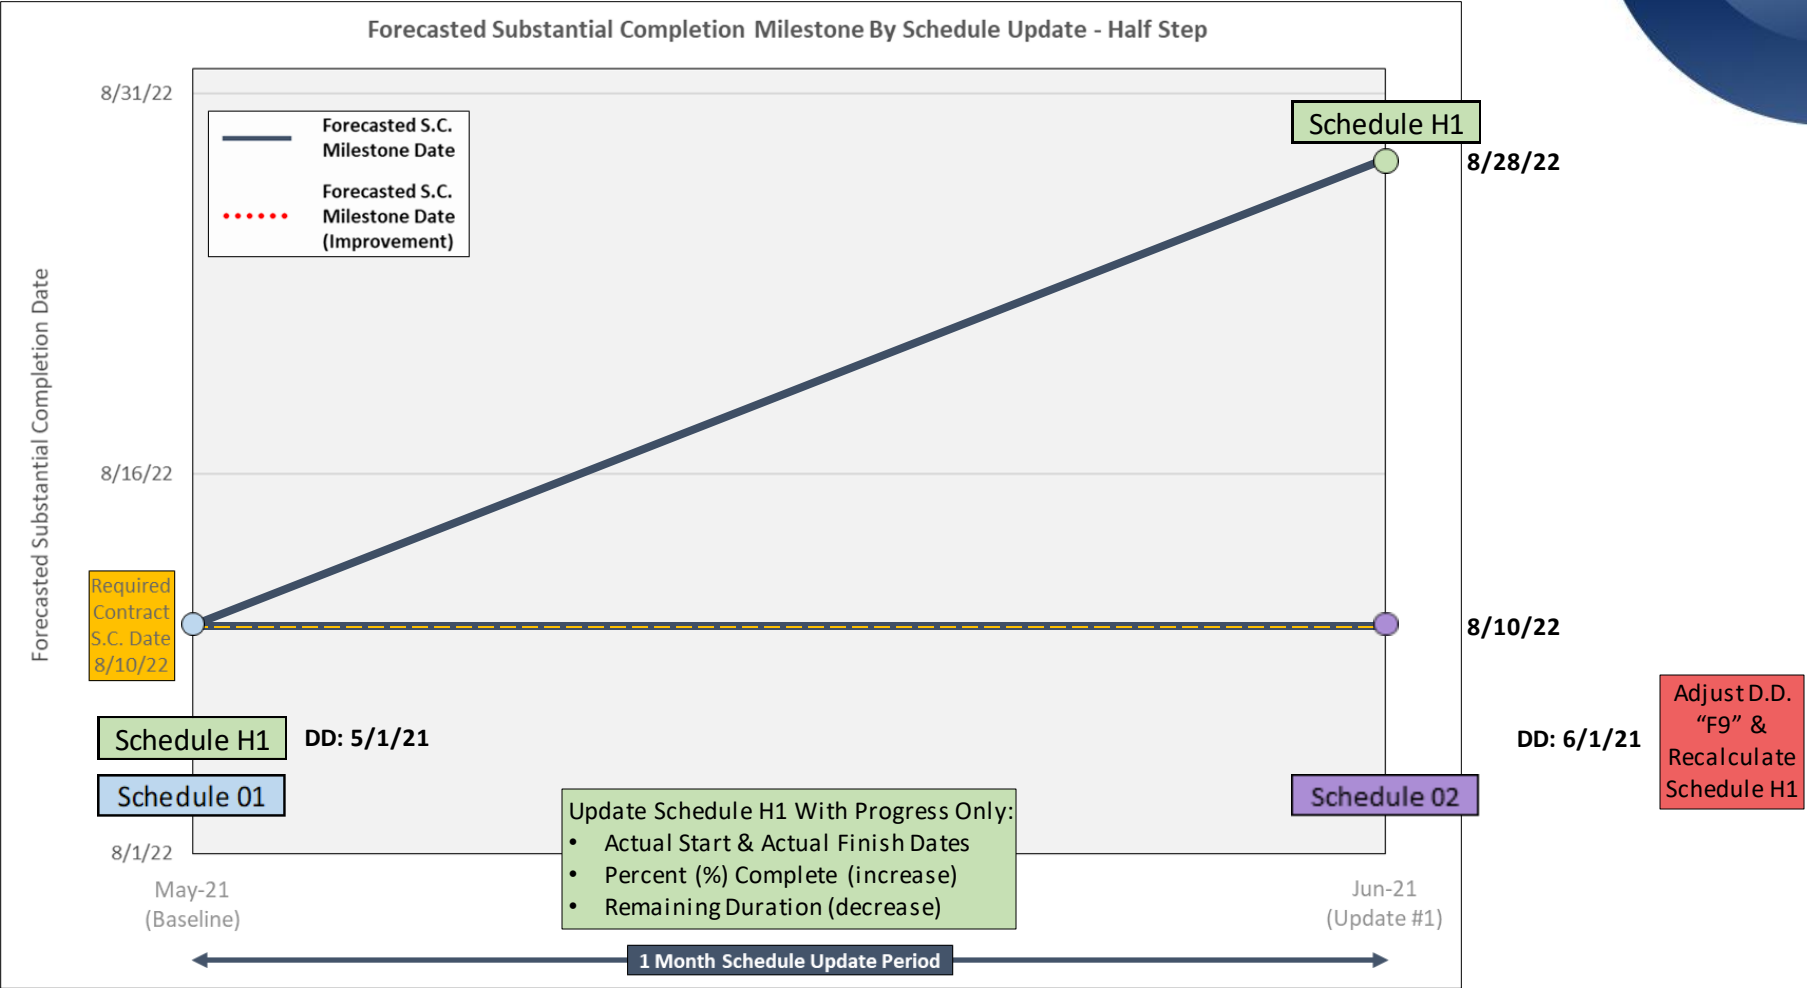 Forecasted Substantial Completion Milestone By Schedule Update - Half Step
8/31/22
Forecasted S.C.
Milestone Date
Forecasted S.C.
Milestone Date
(Improvement)
Schedule H1
8/28/22
Forecasted Substantial Completion Date
8/16/22
Required
Contract
S.C. Date
8/10/22
8/10/22
Schedule H1
DD: 5/1/21
Schedule 01
DD: 6/1/21
Adjust D.D.
“F9” &
Recalculate
Schedule H1
Schedule 02
Update Schedule H1 With Progress Only:
• Actual Start & Actual Finish Dates
• Percent (%) Complete (increase)
• Remaining Duration (decrease)
8/1/22
May-21
(Baseline)
Jun-21
(Update #1)
1 Month Schedule Update Period